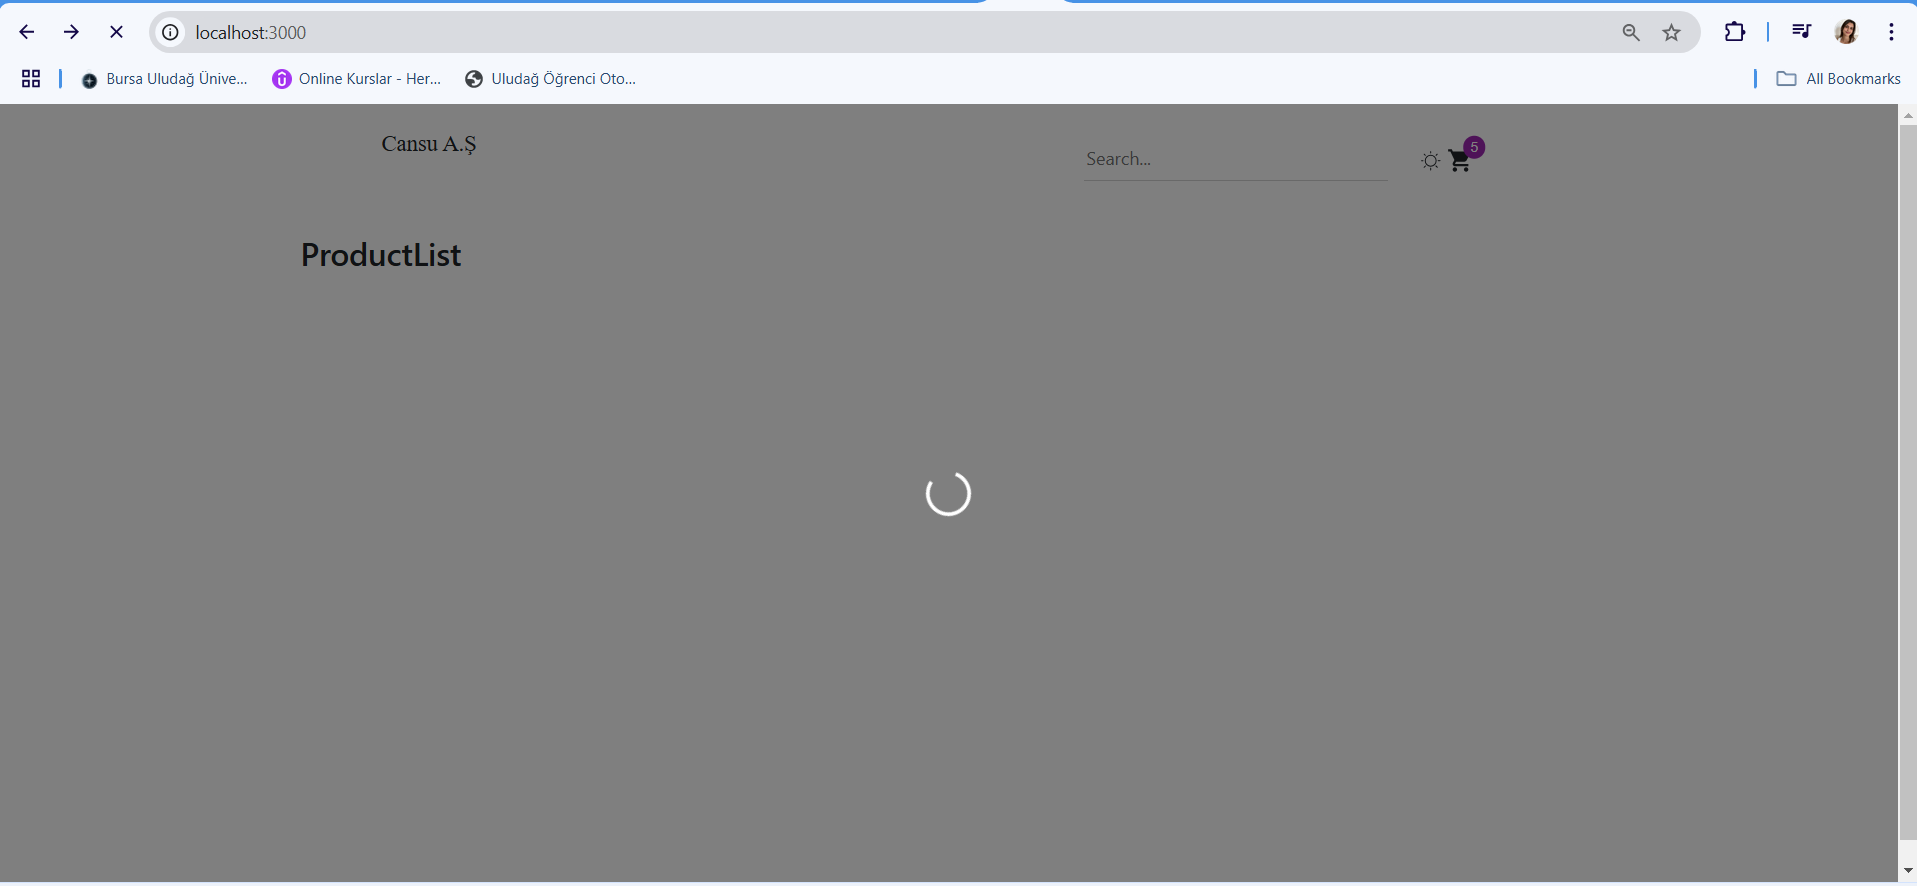 localhost:3000
Bursa Uludağ Ünive...
Online Kurslar - Her...
Uludağ Öğrenci Oto...
All Bookmarks
Cansu A.Ş
Search...
5
ProductList